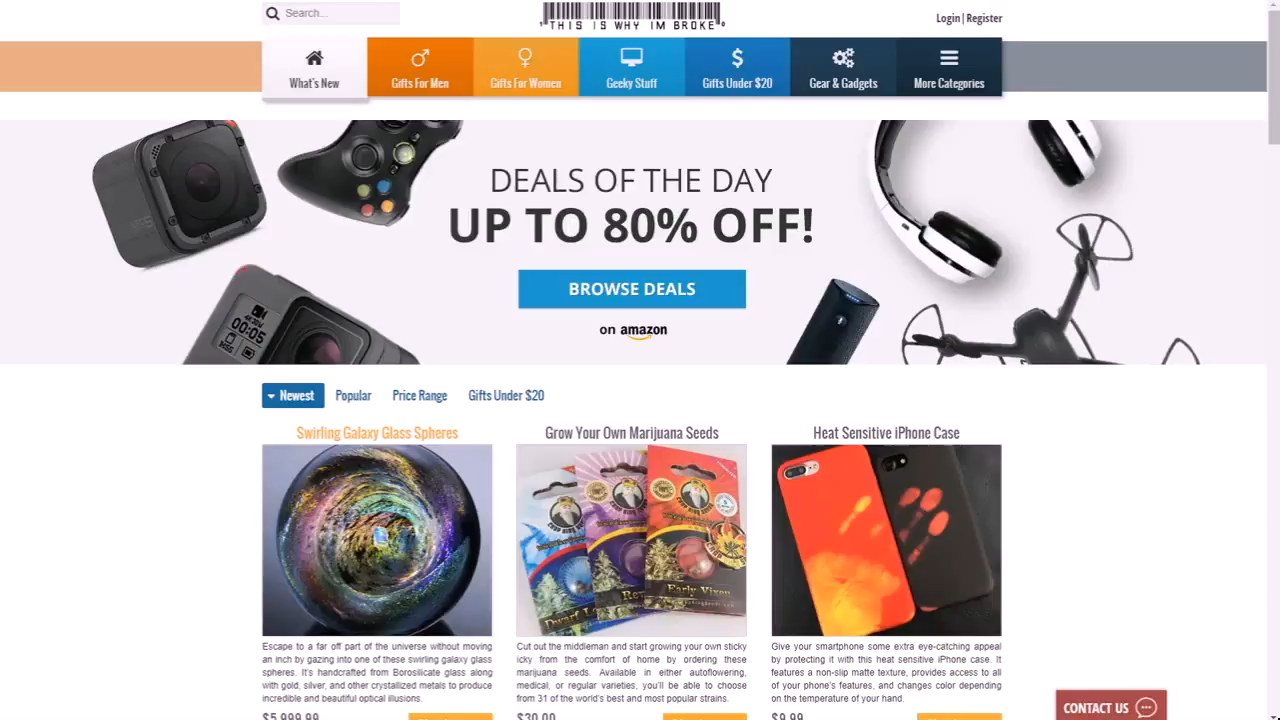 Search...
THIS IS WHY IM BROKE
Login | Register
What's New
Gifts For Men
Gifts For Women
Geeky Stuff
Gifts Under $20
Gear & Gadgets
More Categories
DEALS OF THE DAY
UP TO 80% OFF!
BROWSE DEALS
on amazon
00:05
Newest
Popular
Price Range
Gifts Under $20
Swirling Galaxy Glass Spheres
Grow Your Own Marijuana Seeds
Heat Sensitive iPhone Case
Early Vixen
Escape to a far off part of the universe without moving
an inch by gazing into one of these swirling galaxy glass
spheres. It's handcrafted from Borosilicate glass along
with gold, silver, and other crystallized metals to produce
incredible and beautiful optical illusions.
Cut out the middleman and start growing your own sticky
icky from the comfort of home by ordering these
marijuana seeds. Available in either autoflowering,
medical, or regular varieties, you'll be able to choose
from 31 of the world's best and most popular strains.
Give your smartphone some extra eye-catching appeal
by protecting it with this heat sensitive iPhone case. It
features a non-slip matte texture, provides access to all
of your phone's features, and changes color depending
on the temperature of your hand.
$5,999.99
$30.00
$9.99
CONTACT US